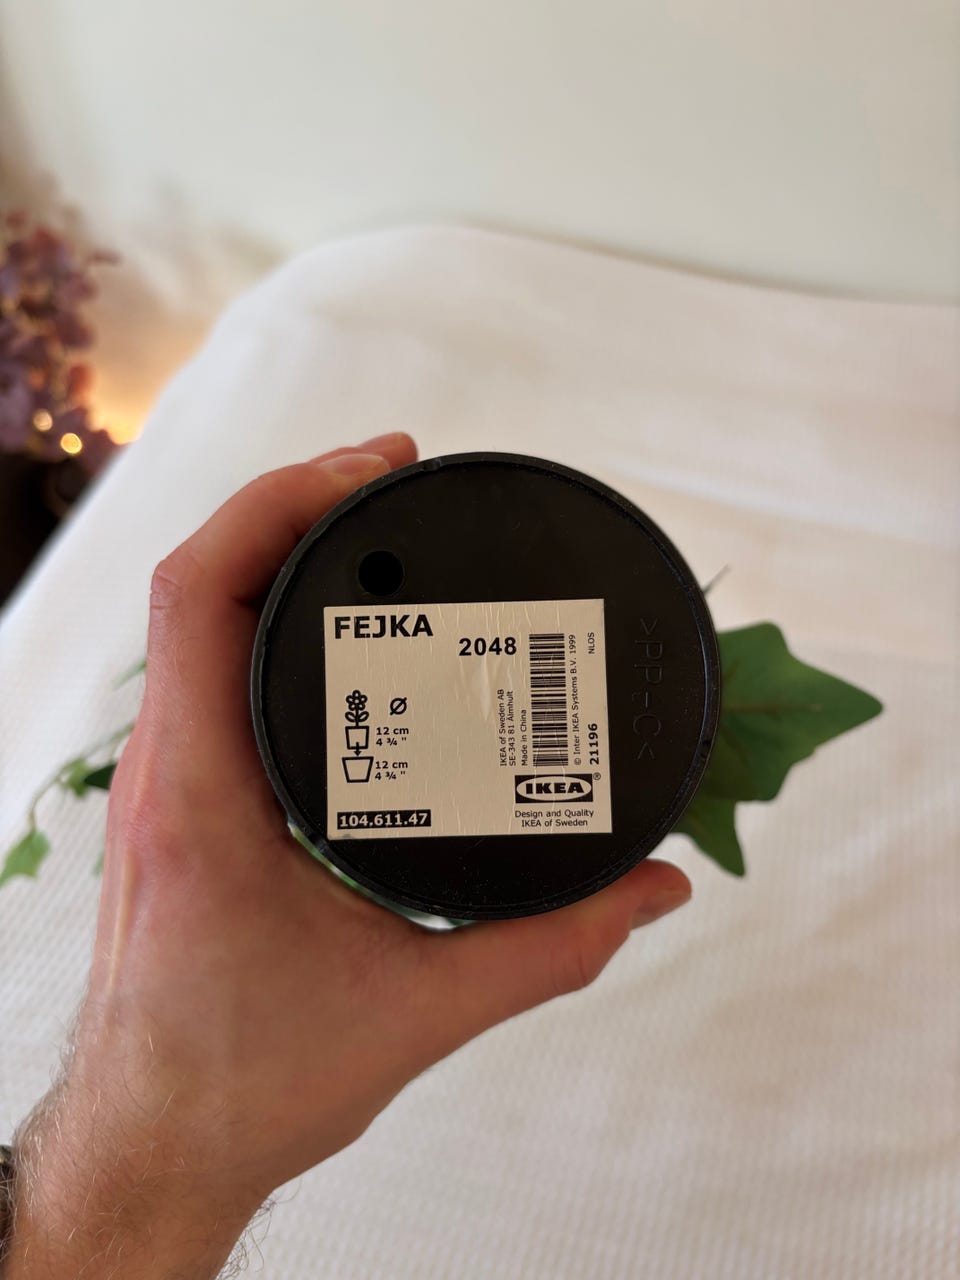 FEJKA
2048
Ø
12 cm
4 ¾ "
12 cm
4 ¾ "
104.611.47
IKEA of Sweden AB
SE-343 81 Älmhult
Made in China
© Inter IKEA Systems B.V. 1999
21196
NLOS
IKEA®
Design and Quality
IKEA of Sweden
>PP-C<